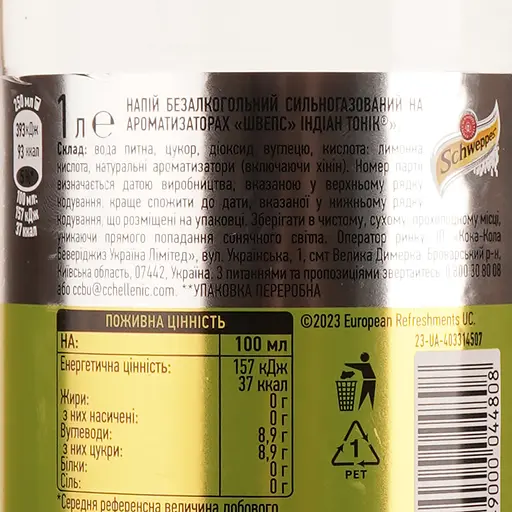 250 мл
393 кДж
93 ккал
100 мл:
157 кДж
37 ккал
1 л e
НАПІЙ БЕЗАЛКОГОЛЬНИЙ СИЛЬНОГАЗОВАНИЙ НА
АРОМАТИЗАТОРАХ «ШВЕПС® ІНДІАН ТОНІК®»
Schweppes
Склад: вода питна, цукор, діоксид вуглецю, кислота: лимонна
кислота, натуральні ароматизатори (включаючи хінін). Номер партії
визначається датою виробництва, вказаною у верхньому рядку
кодування, краще спожити до дати, вказаної у нижньому рядку
кодування, що розміщені на упаковці. Зберігати в чистому, сухому, прохолодному місці,
уникаючи прямого попадання сонячного світла. Оператор ринку: ІП «Кока-Кола
Беверіджиз Україна Лімітед», вул. Українська, 1, смт Велика Димерка, Броварський р-н,
Київська область, 07442, Україна. З питаннями та пропозиціями звертайтесь: 0 800 30 80 08
або ccbu@cchellenic.com. **УПАКОВКА ПЕРЕРОБНА
ПОЖИВНА ЦІННІСТЬ
НА: 100 мл
Енергетична цінність: 157 кДж
37 ккал
Жири: 0 г
з них насичені: 0 г
Вуглеводи: 8,9 г
з них цукри: 8,9 г
Білки: 0 г
Сіль: 0 г
*Середня референсна величина добового
©2023 European Refreshments UC.
23-UA-403314507
1
PET
9000 044808